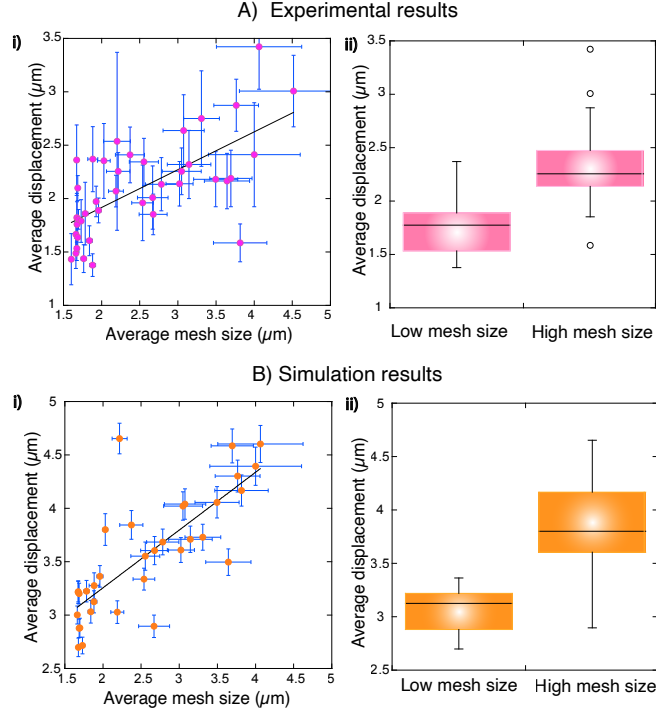 A) Experimental results
i)
ii)
Average displacement (µm)
3.5
3
2.5
2
1.5
1
1.5 2 2.5 3 3.5 4 4.5 5
Average mesh size (µm)
Average displacement (µm)
3.5
3
2.5
2
1.5
1
Low mesh size High mesh size
B) Simulation results
i)
ii)
Average displacement (µm)
5
4.5
4
3.5
3
2.5
1.5 2 2.5 3 3.5 4 4.5 5
Average mesh size (µm)
Average displacement (µm)
5
4.5
4
3.5
3
2.5
Low mesh size High mesh size